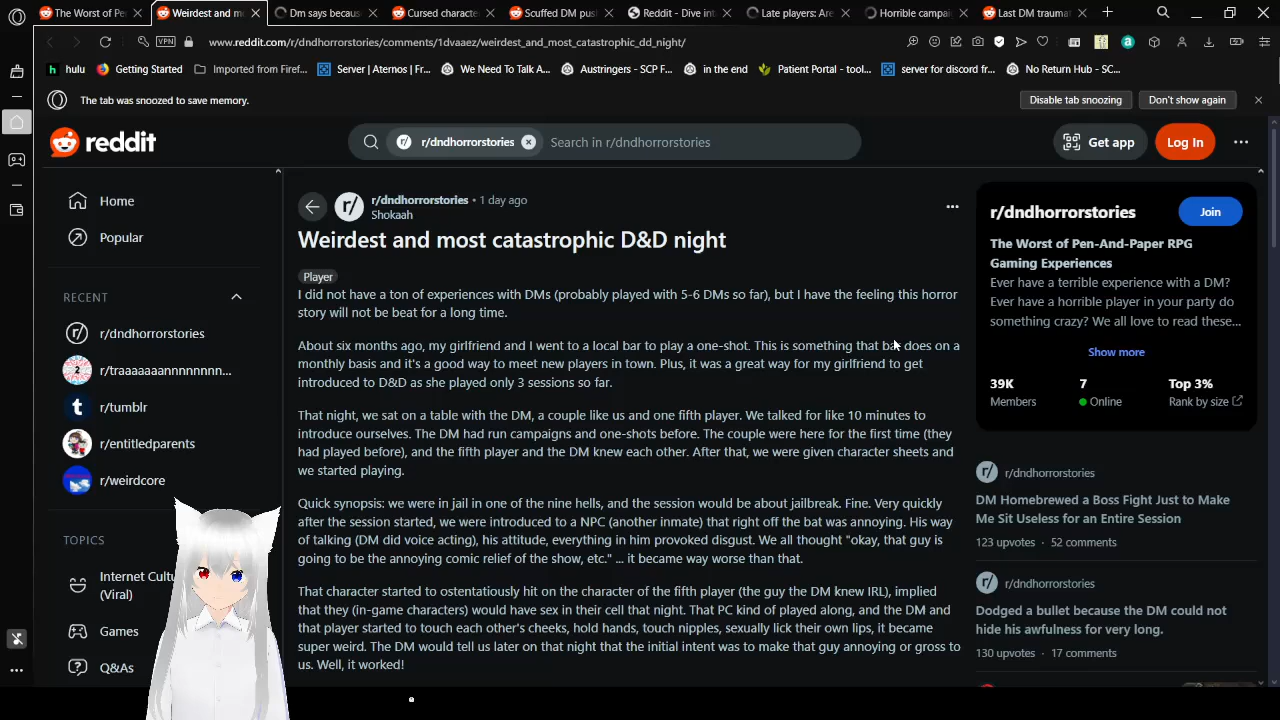 The Worst of Pe
Weirdest and m
Dm says becaus
Cursed characte
Scuffed DM pus
Reddit - Dive int
Late players: Are
Horrible campai
Last DM traumat
VPN
www.reddit.com/r/dndhorrorstories/comments/1dvaaez/weirdest_and_most_catastrophic_dd_night/
hulu
Getting Started
Imported from Firef...
Server | Aternos | Fr...
We Need To Talk A...
Austringers - SCP F...
in the end
Patient Portal - tool...
server for discord fr...
No Return Hub - SC...
The tab was snoozed to save memory.
Disable tab snoozing
Don't show again
reddit
r/dndhorrorstories
Search in r/dndhorrorstories
Get app
Log In
Home
Popular
RECENT
r/dndhorrorstories
r/traaaaaaannnnnnnn...
r/tumblr
r/entitledparents
r/weirdcore
TOPICS
Internet Cult
(Viral)
Games
Q&As
r/dndhorrorstories • 1 day ago
Shokaah
Weirdest and most catastrophic D&D night
Player
I did not have a ton of experiences with DMs (probably played with 5-6 DMs so far), but I have the feeling this horror
story will not be beat for a long time.
About six months ago, my girlfriend and I went to a local bar to play a one-shot. This is something that bar does on a
monthly basis and it's a good way to meet new players in town. Plus, it was a great way for my girlfriend to get
introduced to D&D as she played only 3 sessions so far.
That night, we sat on a table with the DM, a couple like us and one fifth player. We talked for like 10 minutes to
introduce ourselves. The DM had run campaigns and one-shots before. The couple were here for the first time (they
had played before), and the fifth player and the DM knew each other. After that, we were given character sheets and
we started playing.
Quick synopsis: we were in jail in one of the nine hells, and the session would be about jailbreak. Fine. Very quickly
after the session started, we were introduced to a NPC (another inmate) that right off the bat was annoying. His way
of talking (DM did voice acting), his attitude, everything in him provoked disgust. We all thought "okay, that guy is
going to be the annoying comic relief of the show, etc." ... it became way worse than that.
That character started to ostentatiously hit on the character of the fifth player (the guy the DM knew IRL), implied
that they (in-game characters) would have sex in their cell that night. That PC kind of played along, and the DM and
that player started to touch each other's cheeks, hold hands, touch nipples, sexually lick their own lips, it became
super weird. The DM would tell us later on that night that the initial intent was to make that guy annoying or gross to
us. Well, it worked!
r/dndhorrorstories
Join
The Worst of Pen-And-Paper RPG
Gaming Experiences
Ever have a terrible experience with a DM?
Ever have a horrible player in your party do
something crazy? We all love to read these...
Show more
39K
Members
7
Online
Top 3%
Rank by size
r/dndhorrorstories
DM Homebrewed a Boss Fight Just to Make
Me Sit Useless for an Entire Session
123 upvotes · 52 comments
r/dndhorrorstories
Dodged a bullet because the DM could not
hide his awfulness for very long.
130 upvotes · 17 comments